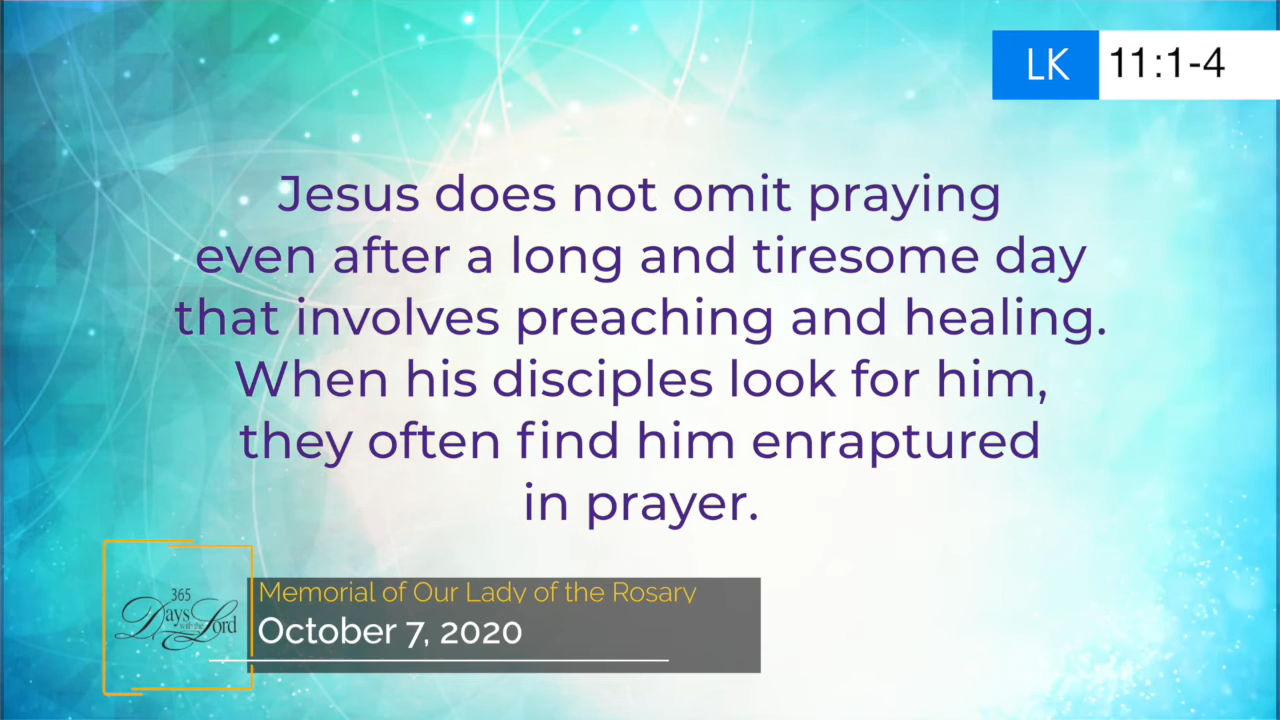 LK 11:1-4
Jesus does not omit praying
even after a long and tiresome day
that involves preaching and healing.
When his disciples look for him,
they often find him enraptured
in prayer.
365
Days with the Lord
Memorial of Our Lady of the Rosary
October 7, 2020